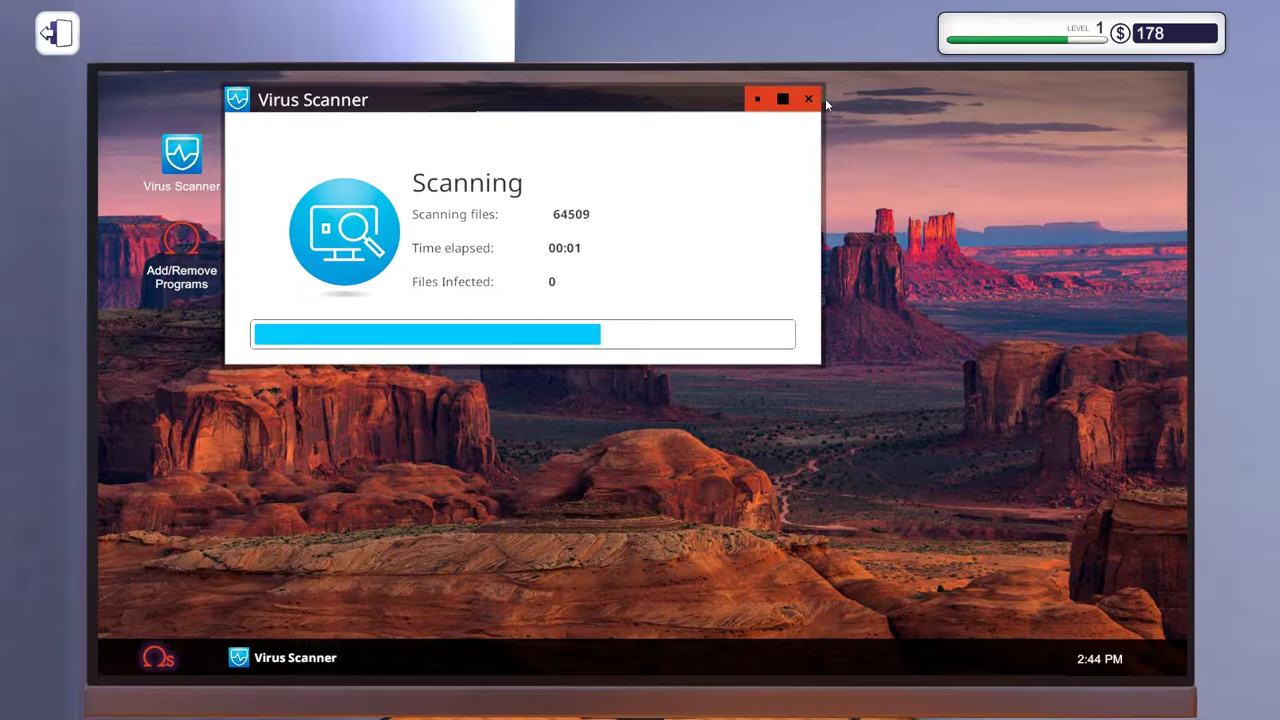 LEVEL 1
$ 178
Virus Scanner
Virus Scanner
Scanning
Scanning files: 64509
Time elapsed: 00:01
Files Infected: 0
Add/Remove
Programs
Ωs
Virus Scanner
2:44 PM